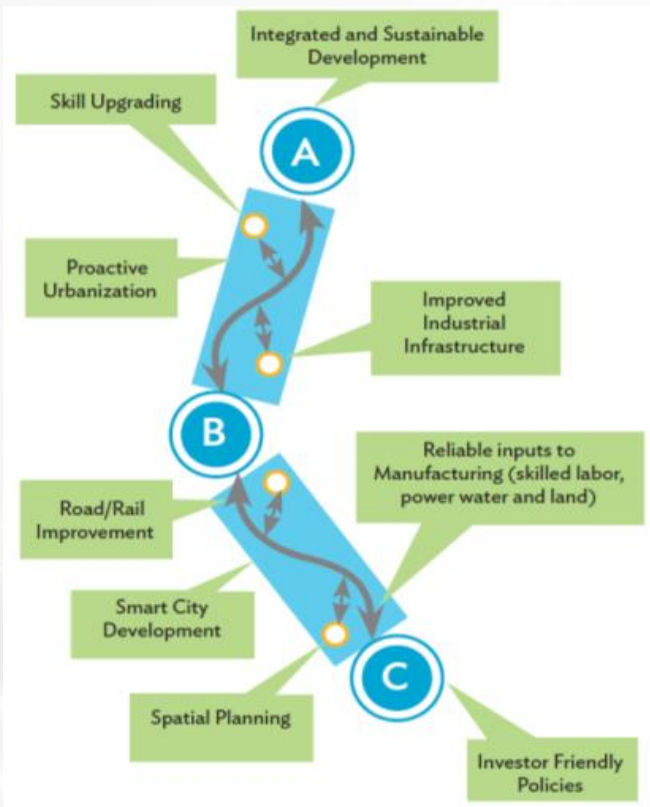 Integrated and Sustainable
Development
Skill Upgrading
A
Proactive
Urbanization
Improved
Industrial
Infrastructure
B
Reliable inputs to
Manufacturing (skilled labor,
power water and land)
Road/Rail
Improvement
Smart City
Development
Spatial Planning
C
Investor Friendly
Policies